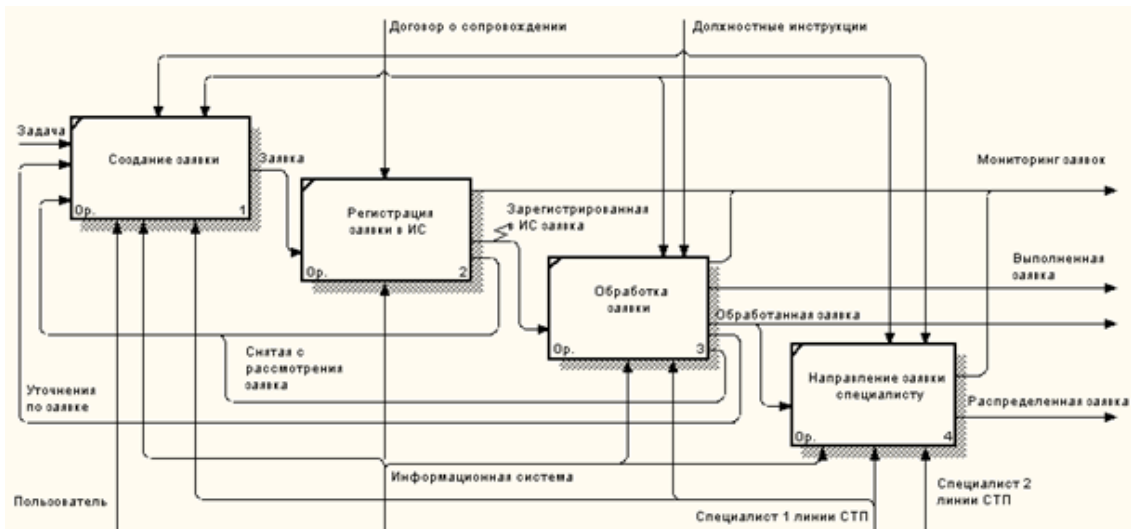 Договор о сопровождении
Должностные инструкции
Задача
Создание заявки
Заявка
Ор.
1
Мониторинг заявок
Регистрация
заявки в ИС
Зарегистрированная
в ИС заявка
Ор.
2
Выполненная
заявка
Обработка
заявки
Обработанная заявка
Ор.
3
Снятая с
рассмотрения
заявка
Уточнения
по заявке
Направление заявки
специалисту
Распределенная заявка
Ор.
4
Информационная система
Пользователь
Специалист 1 линии СТП
Специалист 2
линии СТП